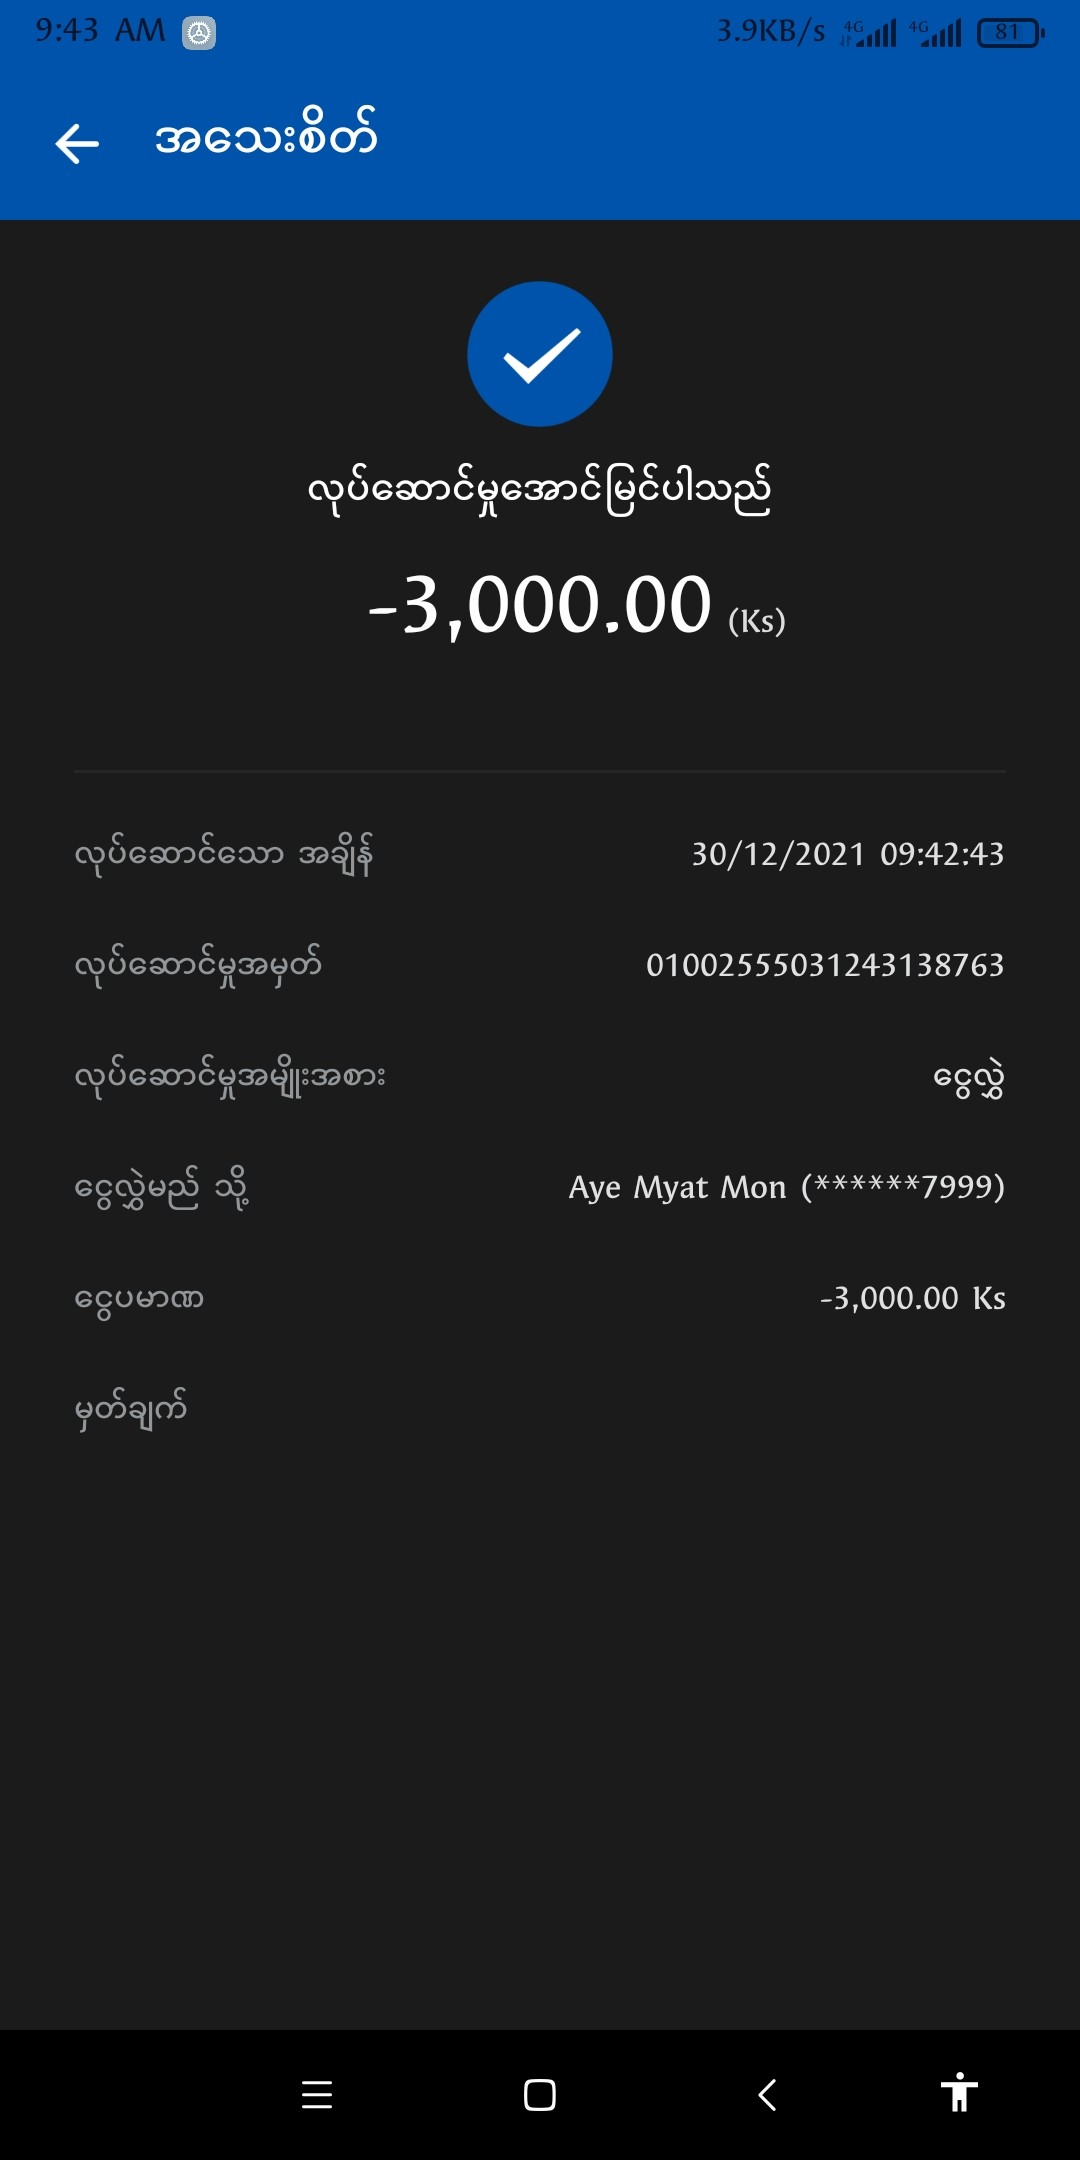 9:43 AM 3.9KB/s 4G 4G 81
အသေးစိတ်
လုပ်ဆောင်မှုအောင်မြင်ပါသည်
-3,000.00 (Ks)
လုပ်ဆောင်သော အချိန် 30/12/2021 09:42:43
လုပ်ဆောင်မှုအမှတ် 01002555031243138763
လုပ်ဆောင်မှုအမျိုးအစား ငွေလွှဲ
ငွေလွှဲမည် သို့ Aye Myat Mon (******7999)
ငွေပမာဏ -3,000.00 Ks
မှတ်ချက်